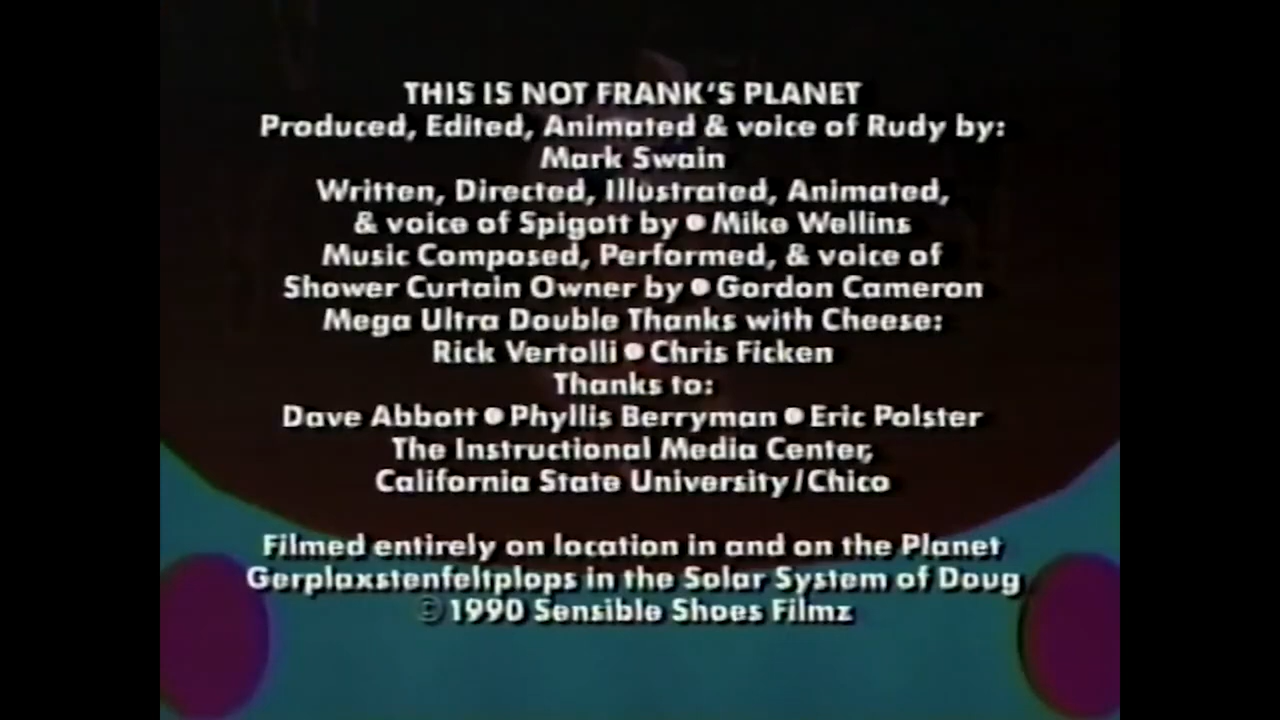 THIS IS NOT FRANK'S PLANET
Produced, Edited, Animated & voice of Rudy by:
Mark Swain
Written, Directed, Illustrated, Animated,
& voice of Spigott by ● Mike Wellins
Music Composed, Performed, & voice of
Shower Curtain Owner by ● Gordon Cameron
Mega Ultra Double Thanks with Cheese:
Rick Vertolli ● Chris Ficken
Thanks to:
Dave Abbott ● Phyllis Berryman ● Eric Polster
The Instructional Media Center,
California State University/Chico
Filmed entirely on location in and on the Planet
Gerplaxstenfeltplops in the Solar System of Doug
© 1990 Sensible Shoes Filmz